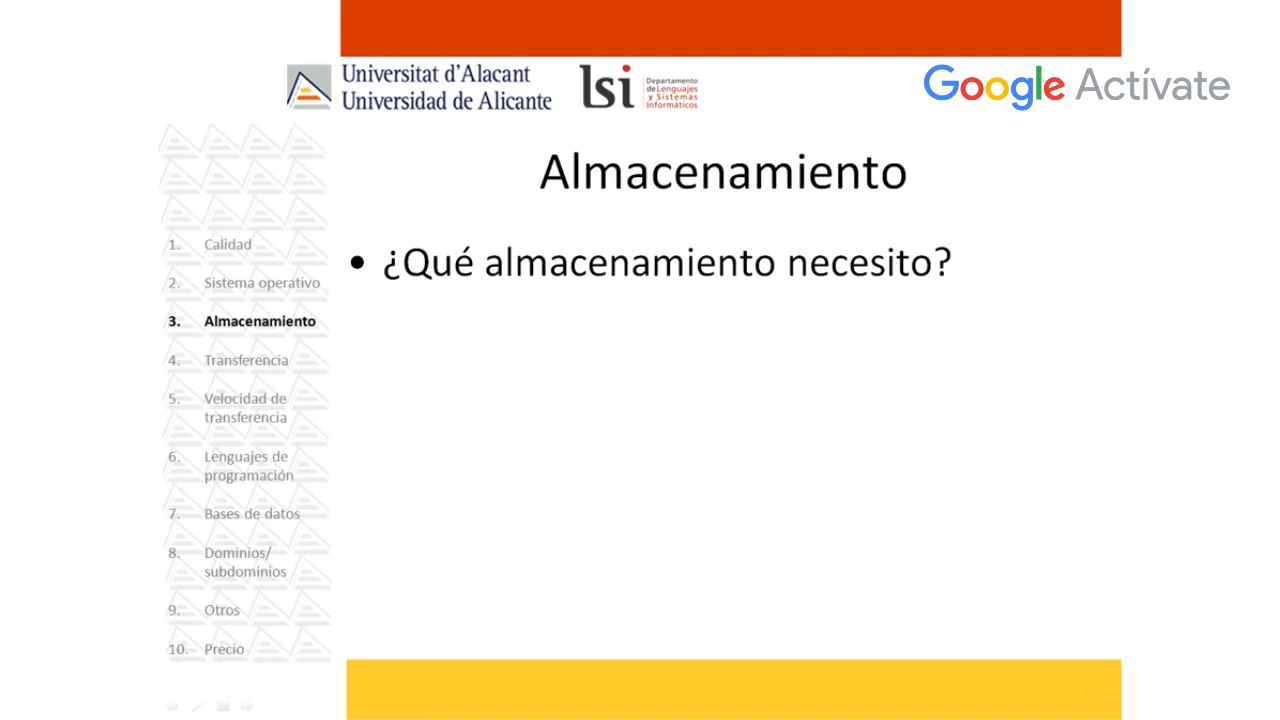 Universitat d'Alacant
Universidad de Alicante
lsi
Departamento
de Lenguajes
y Sistemas
Informáticos
Google Actívate
Almacenamiento
• ¿Qué almacenamiento necesito?
1. Calidad
2. Sistema operativo
3. Almacenamiento
4. Transferencia
5. Velocidad de
transferencia
6. Lenguajes de
programación
7. Bases de datos
8. Dominios/
subdominios
9. Otros
10. Precio